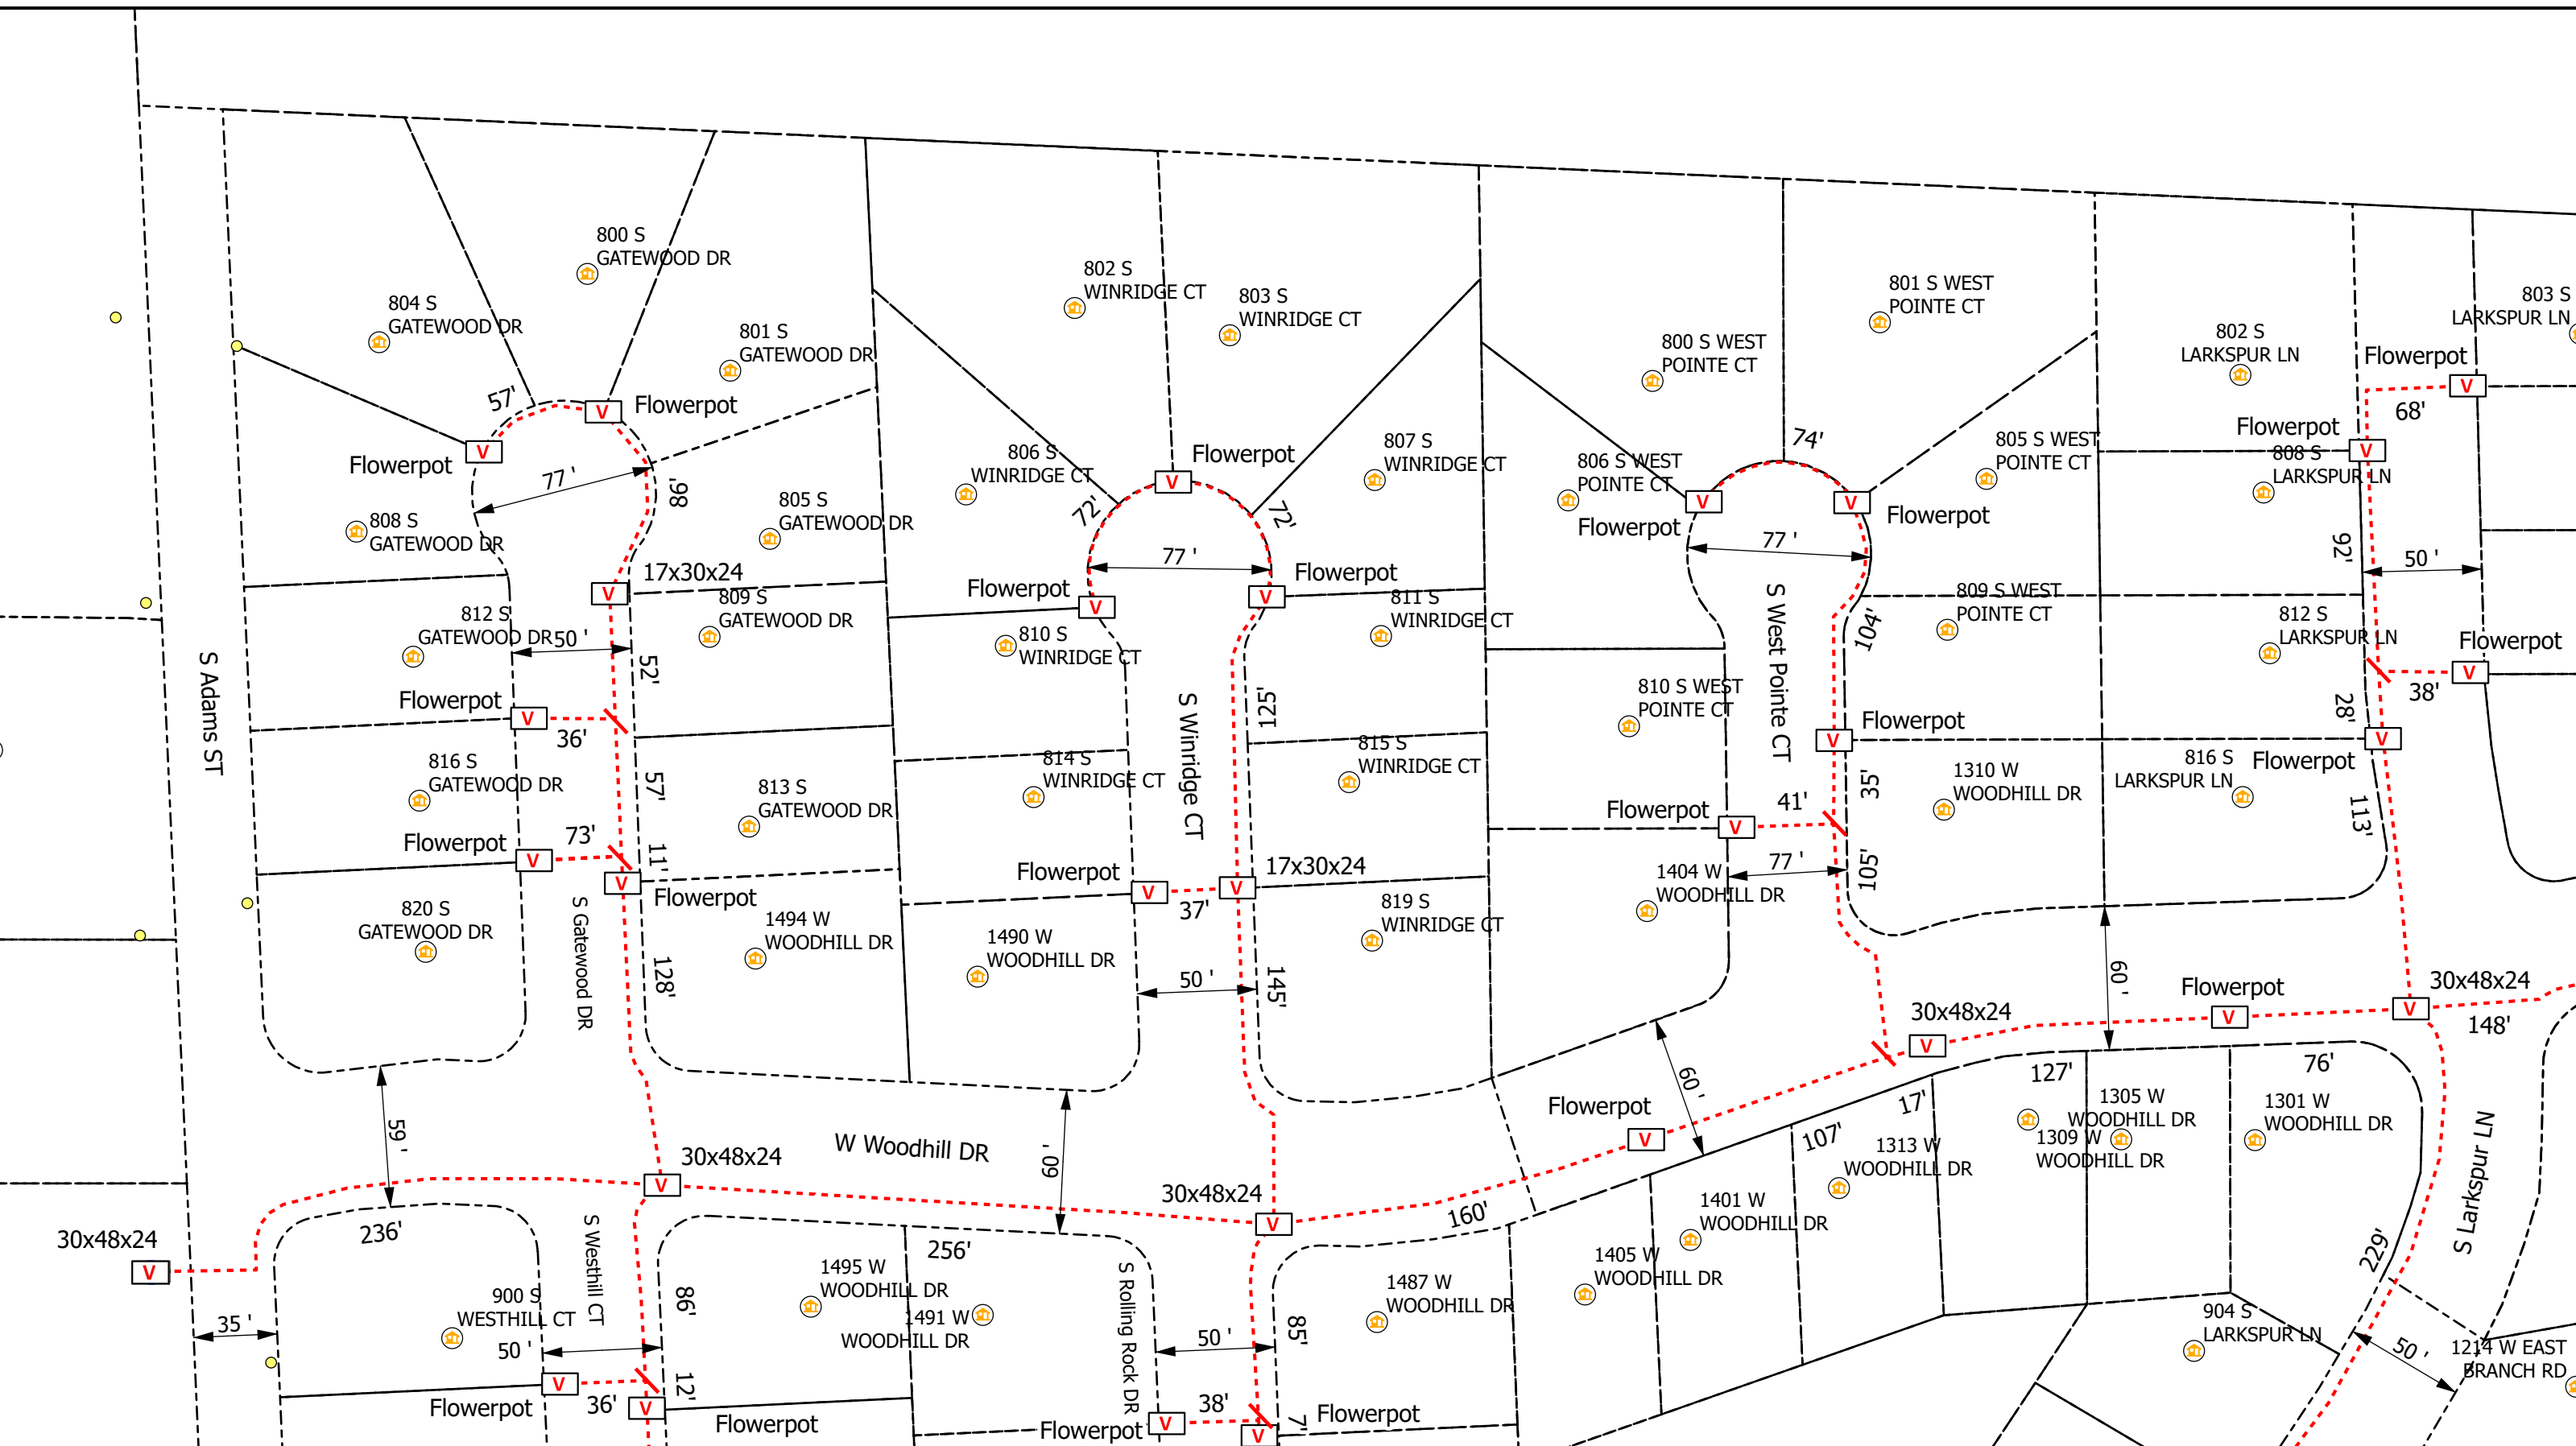 800 S
GATEWOOD DR
804 S
GATEWOOD DR
801 S
GATEWOOD DR
802 S
WINRIDGE CT
803 S
WINRIDGE CT
801 S WEST
POINTE CT
800 S WEST
POINTE CT
802 S
LARKSPUR LN
803 S
LARKSPUR LN
Flowerpot
V
68'
57'
V
Flowerpot
V
Flowerpot
77 '
98'
808 S
GATEWOOD DR
805 S
GATEWOOD DR
806 S
WINRIDGE CT
Flowerpot
V
72'
72'
77 '
807 S
WINRIDGE CT
806 S WEST
POINTE CT
Flowerpot
V
74'
V
Flowerpot
77 '
805 S WEST
POINTE CT
Flowerpot
V
808 S
LARKSPUR LN
92'
50 '
17x30x24
V
809 S
GATEWOOD DR
812 S
GATEWOOD DR
50 '
52'
Flowerpot
V
810 S
WINRIDGE CT
Flowerpot
V
811 S
WINRIDGE CT
S West Pointe CT
104'
809 S WEST
POINTE CT
812 S
LARKSPUR LN
Flowerpot
V
38'
28'
S Adams ST
Flowerpot
V
36'
816 S
GATEWOOD DR
57'
813 S
GATEWOOD DR
814 S
WINRIDGE CT
S Winridge CT
125'
815 S
WINRIDGE CT
810 S WEST
POINTE CT
V
Flowerpot
35'
1310 W
WOODHILL DR
816 S
LARKSPUR LN
Flowerpot
V
113'
Flowerpot
V
73'
11'
V
Flowerpot
Flowerpot
V
37'
V
17x30x24
Flowerpot
V
41'
77 '
105'
1404 W
WOODHILL DR
820 S
GATEWOOD DR
S Gatewood DR
128'
1494 W
WOODHILL DR
1490 W
WOODHILL DR
50 '
145'
819 S
WINRIDGE CT
60 '
Flowerpot
V
30x48x24
V
148'
30x48x24
V
59 '
W Woodhill DR
60 '
Flowerpot
V
60 '
17'
127'
76'
107'
1305 W
WOODHILL DR
1309 W
WOODHILL DR
1301 W
WOODHILL DR
1313 W
WOODHILL DR
30x48x24
V
30x48x24
V
160'
1401 W
WOODHILL DR
S Larkspur LN
30x48x24
V
236'
S Westhill CT
256'
S Rolling Rock DR
1405 W
WOODHILL DR
229'
35 '
900 S
WESTHILL CT
50 '
86'
1495 W
WOODHILL DR
1491 W
WOODHILL DR
50 '
85'
1487 W
WOODHILL DR
904 S
LARKSPUR LN
50 '
1214 W EAST
BRANCH RD
Flowerpot
V
36'
12'
V
Flowerpot
Flowerpot
V
38'
7'
V
Flowerpot